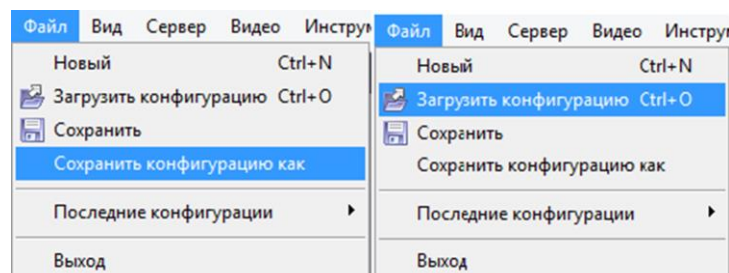 Файл Вид Сервер Видео
Новый Ctrl+N
Загрузить конфигурацию Ctrl+O
Сохранить
Сохранить конфигурацию как
Последние конфигурации
Выход
Файл Вид Сервер Видео
Новый Ctrl+N
Загрузить конфигурацию Ctrl+O
Сохранить
Сохранить конфигурацию как
Последние конфигурации
Выход